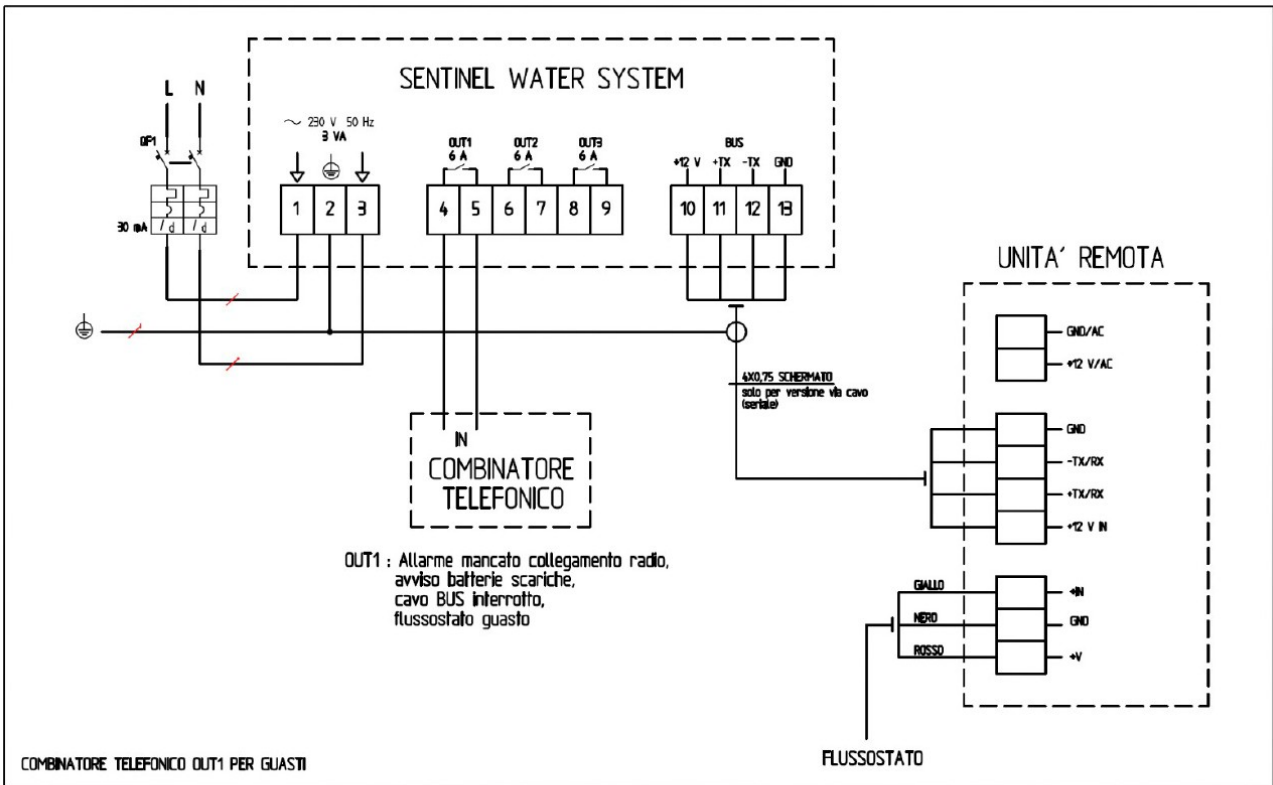 SENTINEL WATER SYSTEM
L N
QF1
30 mA
I d I d
~ 230 V 50 Hz
3 VA
1 2 3
OUT1 OUT2 OUT3
6 A 6 A 6 A
4 5 6 7 8 9
BUS
+12 V +TX -TX GND
10 11 12 13
UNITA' REMOTA
GND/AC
+12 V/AC
4X0,75 SCHERMATO
solo per versione via cavo
(seriale)
GND
-TX/RX
+TX/RX
+12 V IN
IN
COMBINATORE
TELEFONICO
OUT1 : Allarme mancato collegamento radio,
avviso batterie scariche,
cavo BUS interrotto,
flussostato guasto
GIALLO +IN
NERO GND
ROSSO +V
FLUSSOSTATO
COMBINATORE TELEFONICO OUT1 PER GUASTI